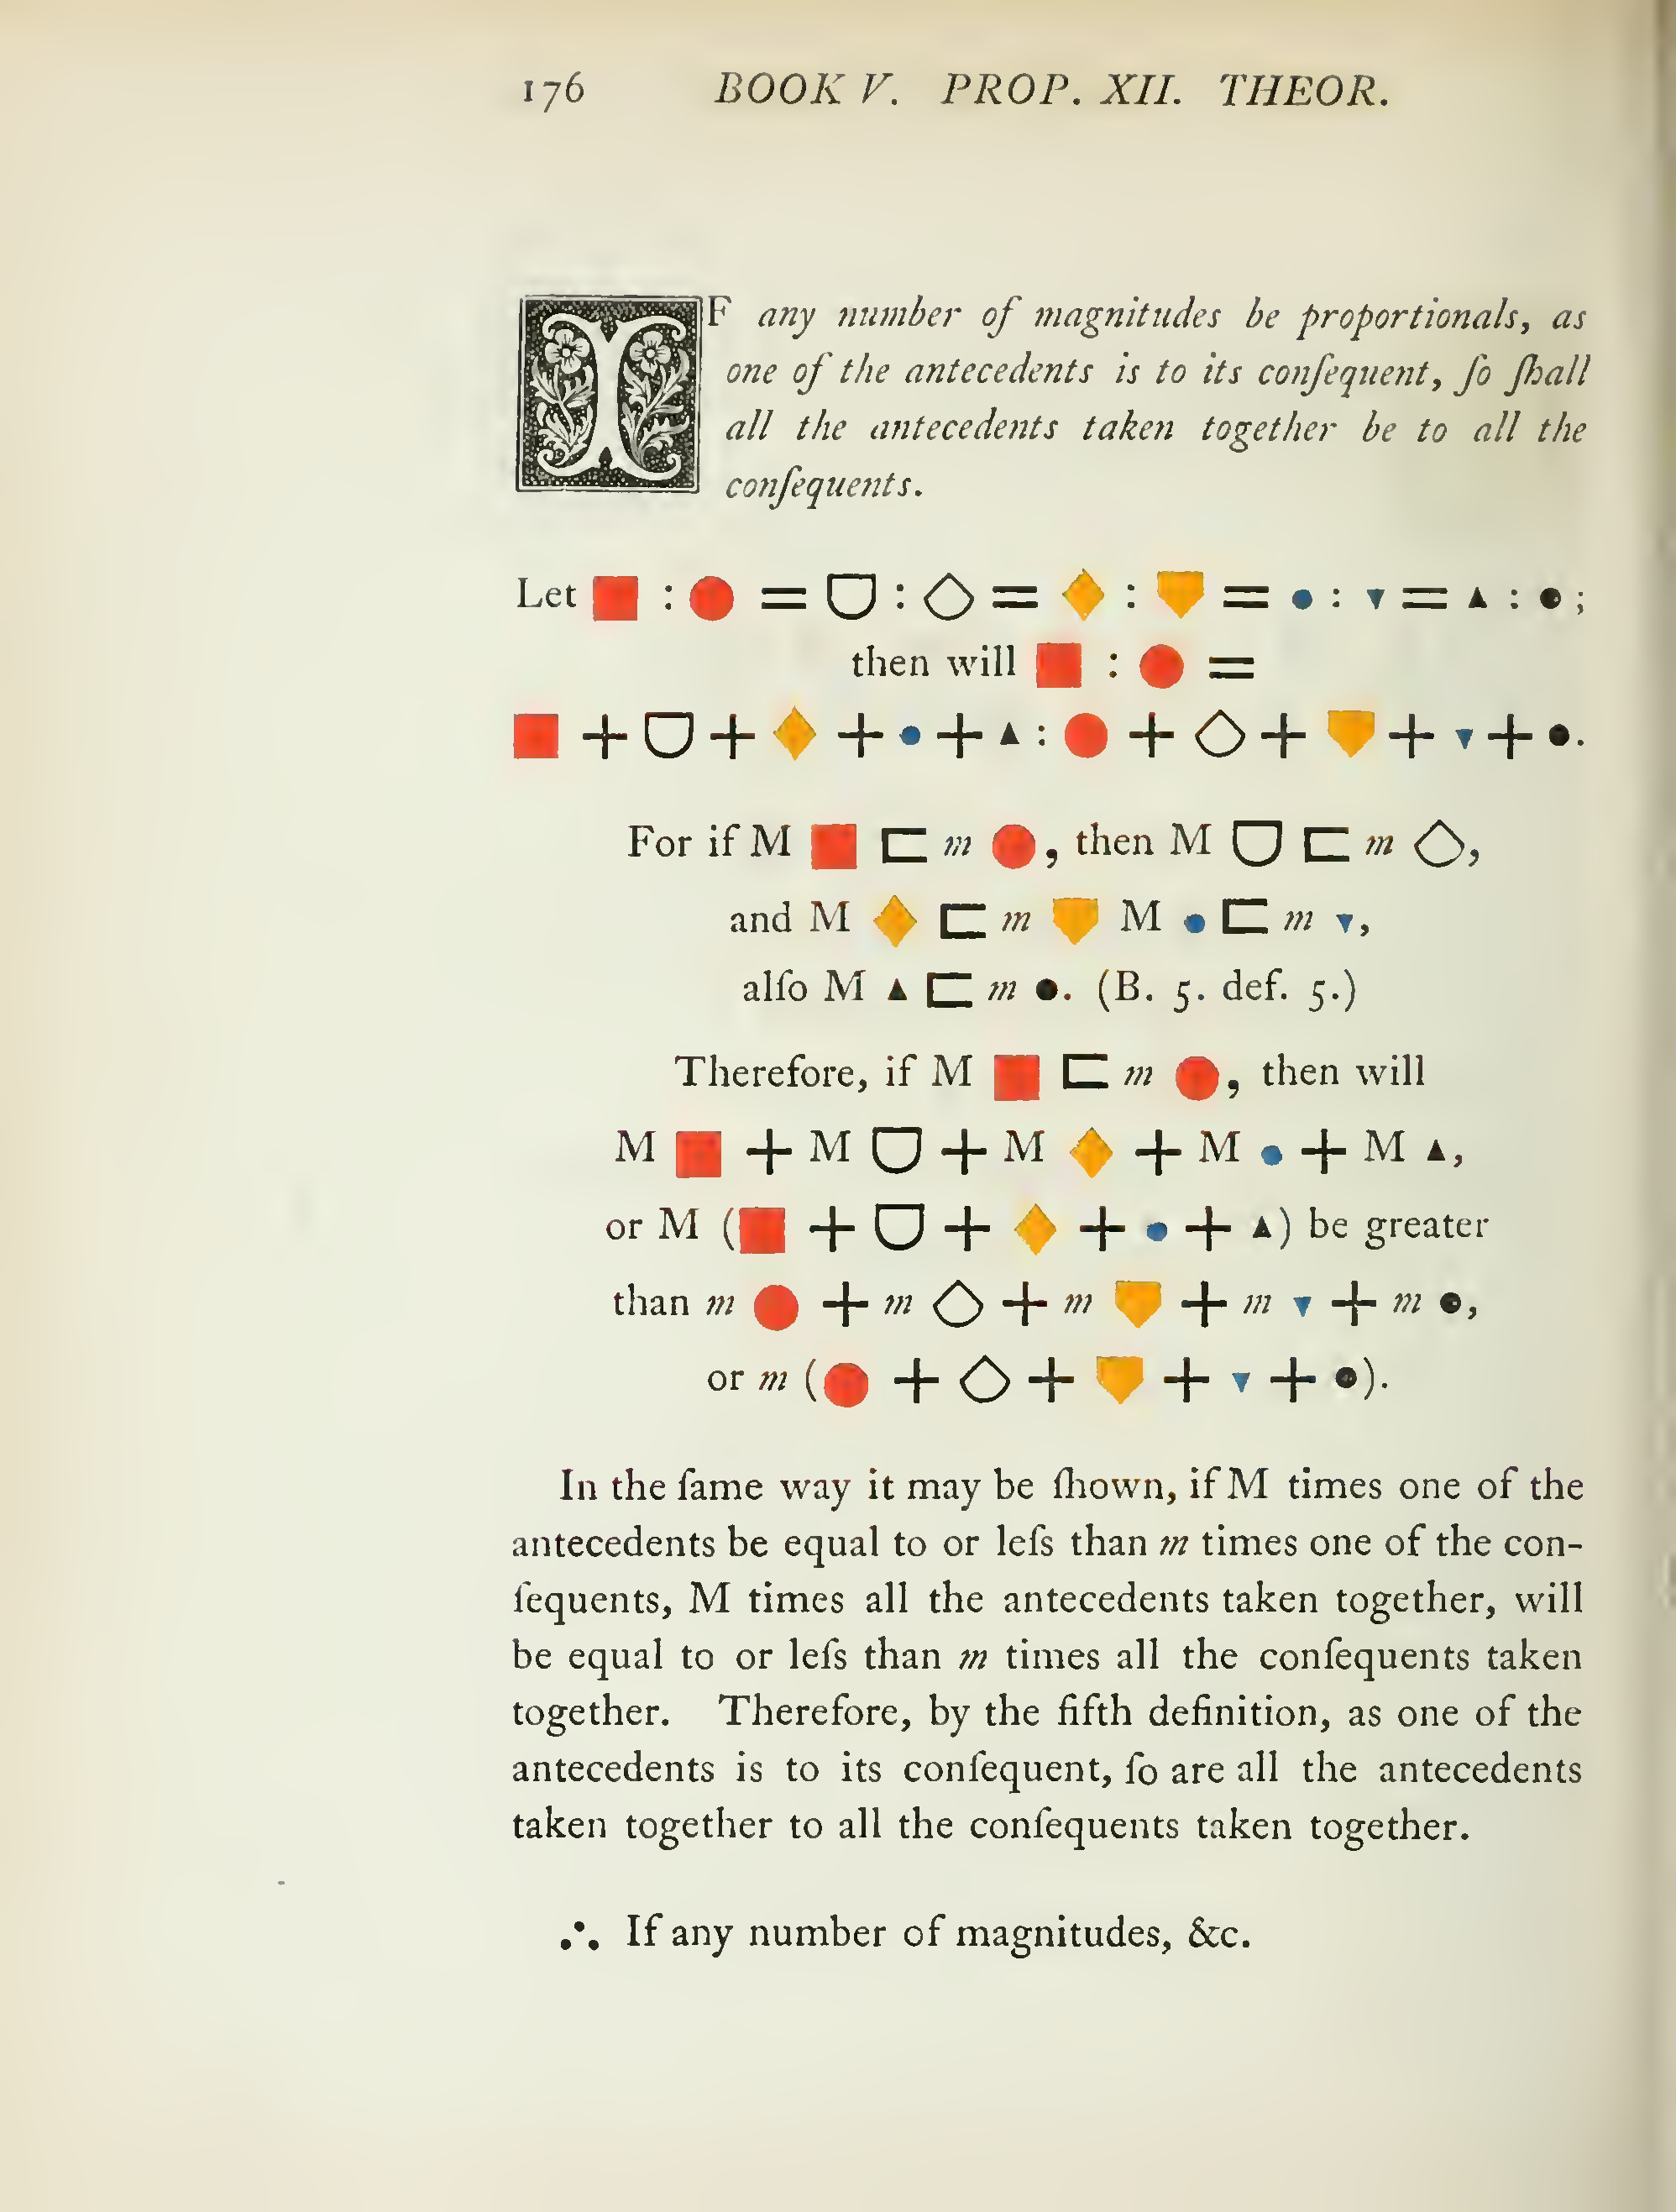 176 BOOK V. PROP. XII. THEOR.
IF any number of magnitudes be proportionals, as
one of the antecedents is to its conſequent, ſo ſhall
all the antecedents taken together be to all the
conſequents.
Let 🟥 : 🔴 = ⛉ : ◇ = 🔶 : ⬟ = 🔵 : ▼ = ▲ : ● ;
then will 🟥 : 🔴 =
🟥 + ⛉ + 🔶 + 🔵 + ▲ : 🔴 + ◇ + ⬟ + ▼ + ●.
For if M 🟥 ⊏ m 🔴, then M ⛉ ⊏ m ◇,
and M 🔶 ⊏ m ⬟ M 🔵 ⊏ m ▼,
alſo M ▲ ⊏ m ●. (B. 5. def. 5.)
Therefore, if M 🟥 ⊏ m 🔴, then will
M 🟥 + M ⛉ + M 🔶 + M 🔵 + M ▲,
or M (🟥 + ⛉ + 🔶 + 🔵 + ▲) be greater
than m 🔴 + m ◇ + m ⬟ + m ▼ + m ●,
or m (🔴 + ◇ + ⬟ + ▼ + ●).
In the ſame way it may be ſhown, if M times one of the
antecedents be equal to or leſs than m times one of the con-
ſequents, M times all the antecedents taken together, will
be equal to or leſs than m times all the conſequents taken
together. Therefore, by the fifth definition, as one of the
antecedents is to its conſequent, ſo are all the antecedents
taken together to all the conſequents taken together.
∴ If any number of magnitudes, &c.